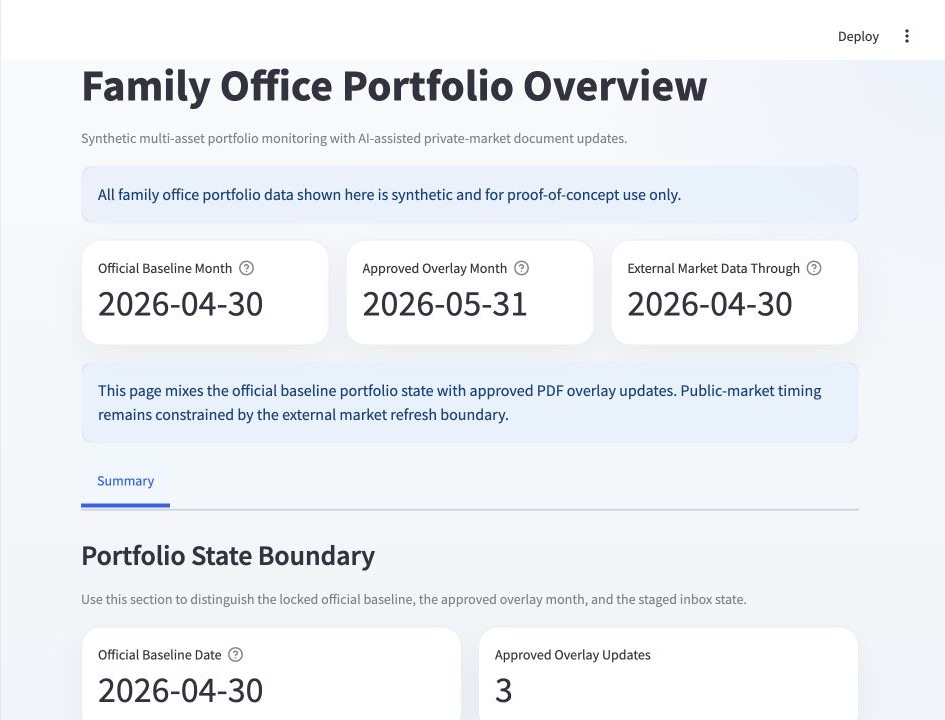 Deploy
Family Office Portfolio Overview
Synthetic multi-asset portfolio monitoring with AI-assisted private-market document updates.
All family office portfolio data shown here is synthetic and for proof-of-concept use only.
Official Baseline Month
2026-04-30
Approved Overlay Month
2026-05-31
External Market Data Through
2026-04-30
This page mixes the official baseline portfolio state with approved PDF overlay updates. Public-market timing
remains constrained by the external market refresh boundary.
Summary
Portfolio State Boundary
Use this section to distinguish the locked official baseline, the approved overlay month, and the staged inbox state.
Official Baseline Date
2026-04-30
Approved Overlay Updates
3